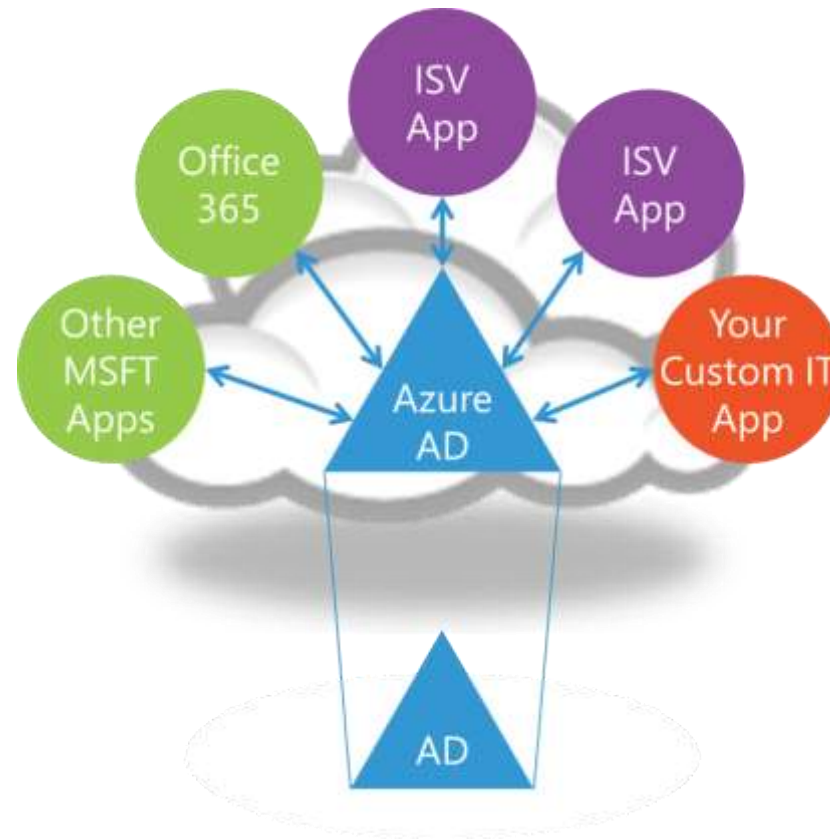 ISV
App
Office
365
ISV
App
Other
MSFT
Apps
Your
Custom IT
App
Azure
AD
AD